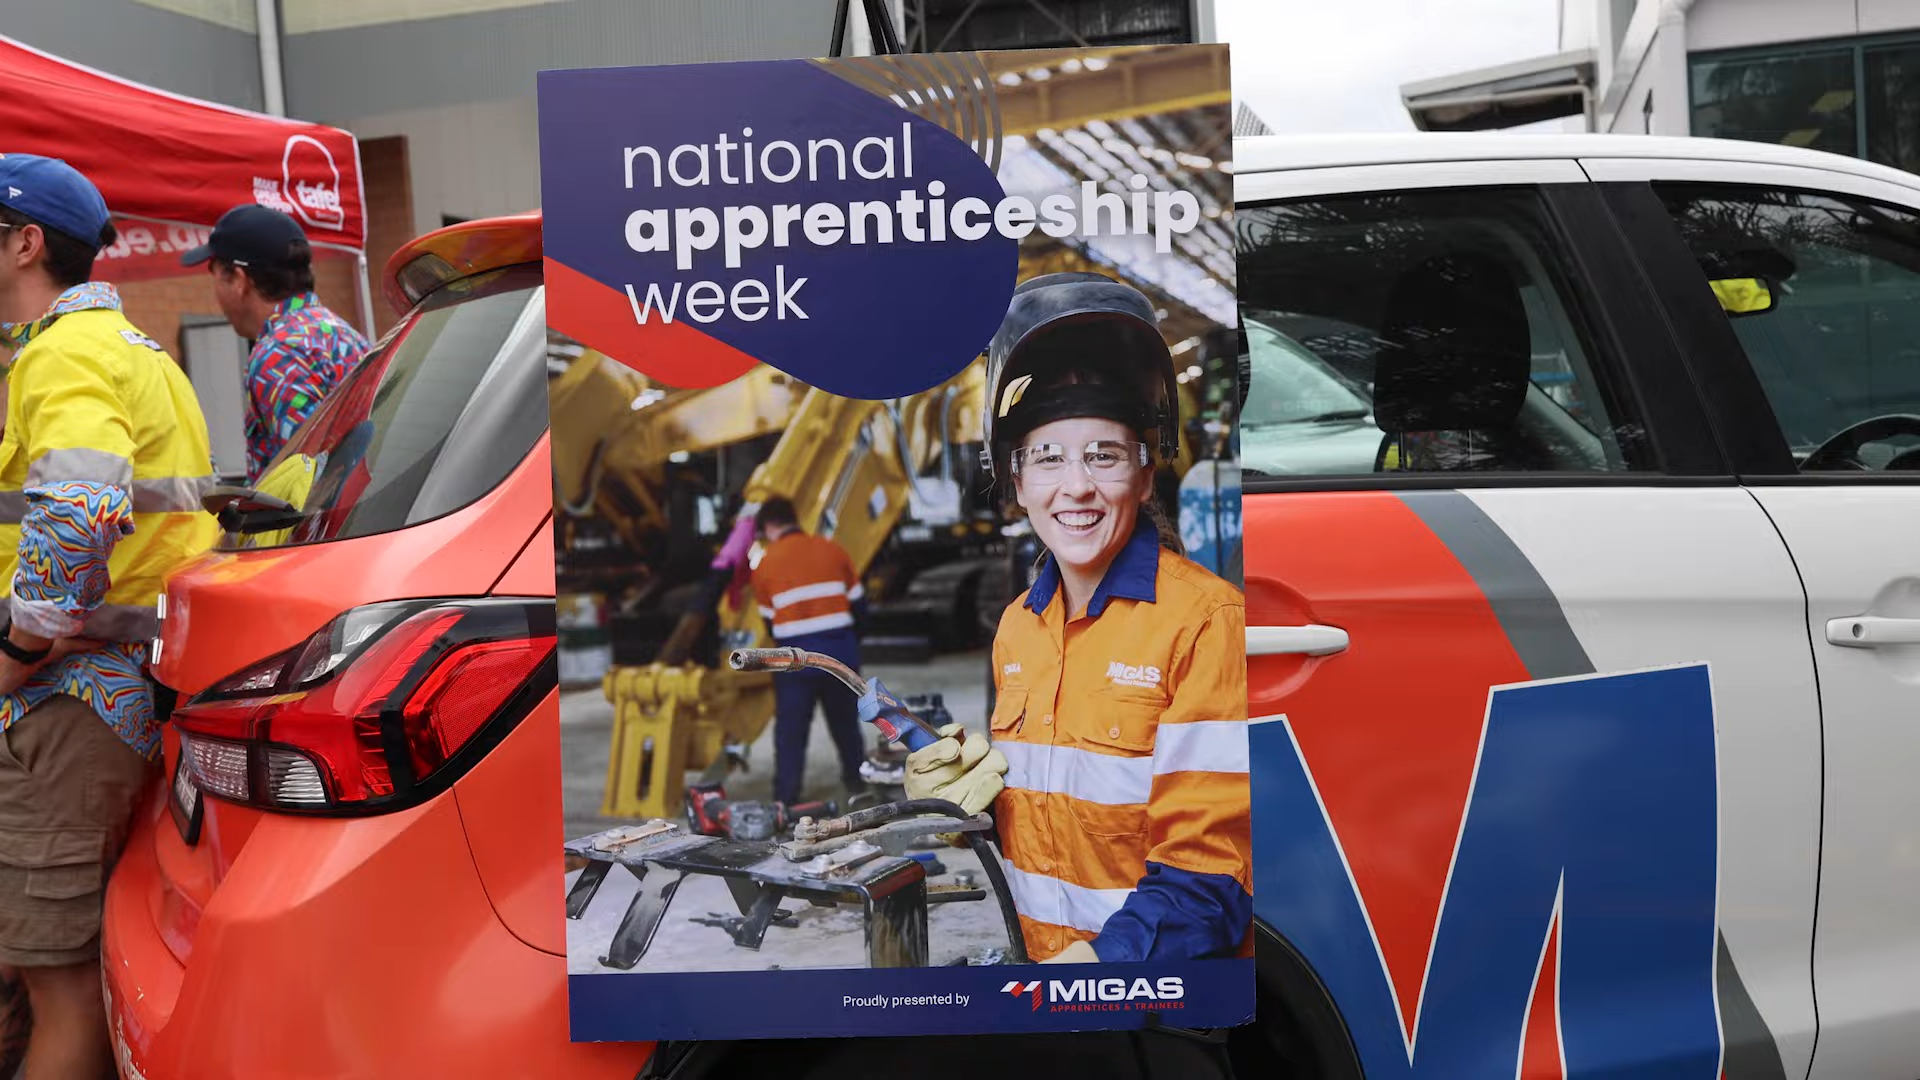 national
apprenticeship
week
MIGAS
Proudly presented by
MIGAS
APPRENTICES & TRAINEES
tafe
M